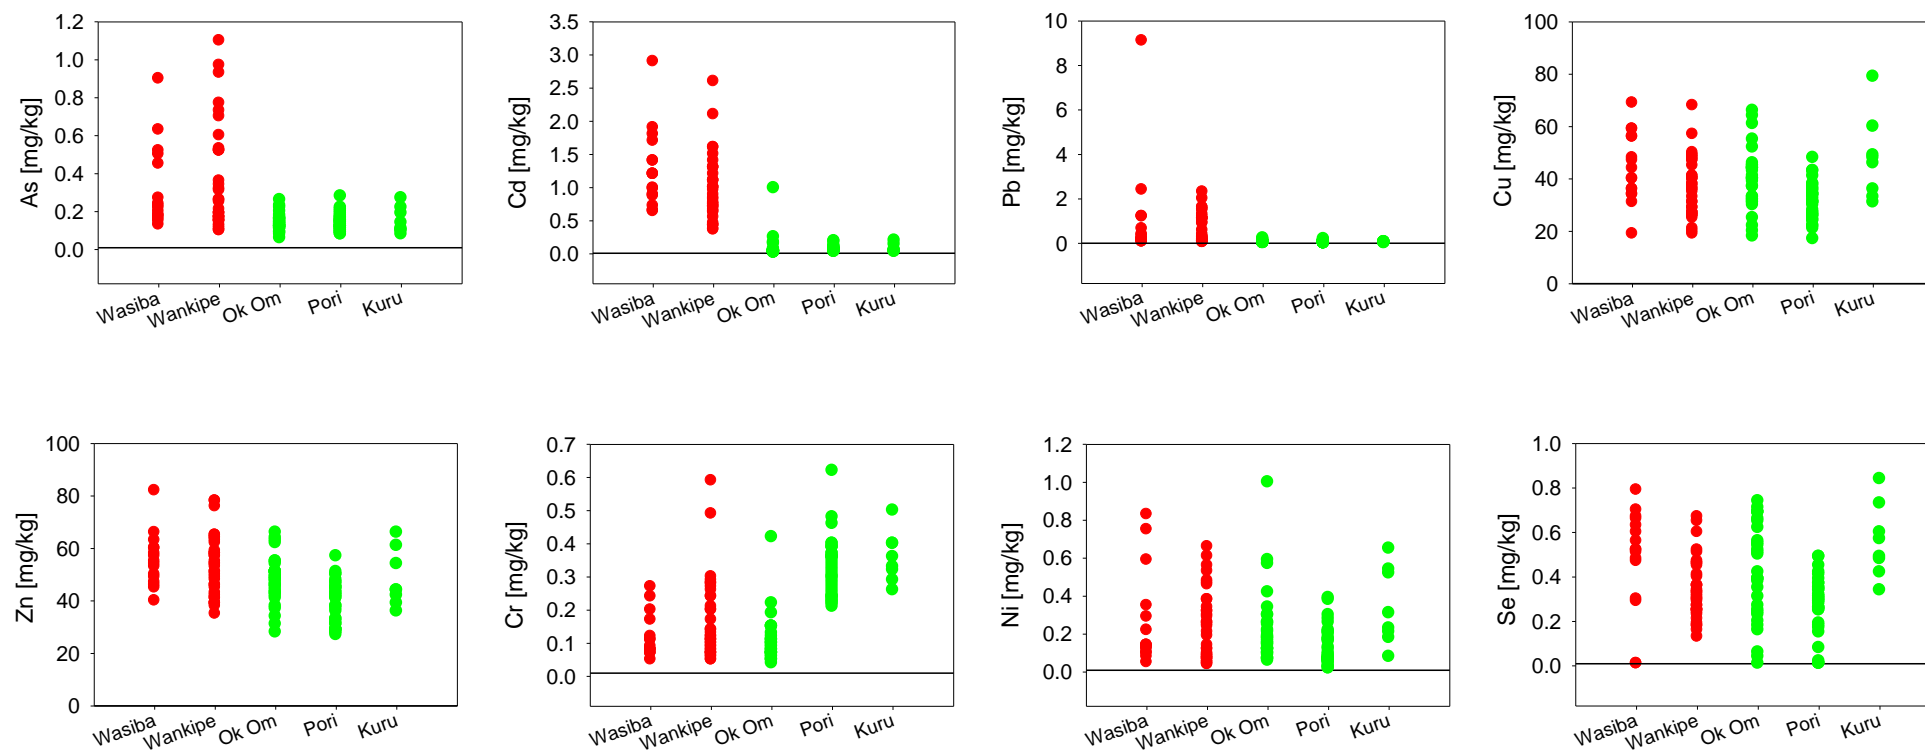 As [mg/kg]
1.2
1.0
0.8
0.6
0.4
0.2
0.0
Wasiba
Wankipe
Ok Om
Pori
Kuru
Cd [mg/kg]
3.5
3.0
2.5
2.0
1.5
1.0
0.5
0.0
Wasiba
Wankipe
Ok Om
Pori
Kuru
Pb [mg/kg]
10
8
6
4
2
0
Wasiba
Wankipe
Ok Om
Pori
Kuru
Cu [mg/kg]
100
80
60
40
20
0
Wasiba
Wankipe
Ok Om
Pori
Kuru
Zn [mg/kg]
100
80
60
40
20
0
Wasiba
Wankipe
Ok Om
Pori
Kuru
Cr [mg/kg]
0.7
0.6
0.5
0.4
0.3
0.2
0.1
0.0
Wasiba
Wankipe
Ok Om
Pori
Kuru
Ni [mg/kg]
1.2
1.0
0.8
0.6
0.4
0.2
0.0
Wasiba
Wankipe
Ok Om
Pori
Kuru
Se [mg/kg]
1.0
0.8
0.6
0.4
0.2
0.0
Wasiba
Wankipe
Ok Om
Pori
Kuru